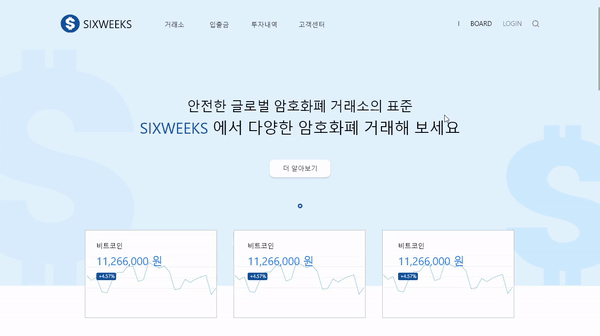 SIXWEEKS 거래소 입출금 투자내역 고객센터 I BOARD LOGIN
안전한 글로벌 암호화폐 거래소의 표준
SIXWEEKS 에서 다양한 암호화폐 거래해 보세요
더 알아보기
비트코인 비트코인 비트코인
11,266,000 원 11,266,000 원 11,266,000 원
+4.57% +4.57% +4.57%